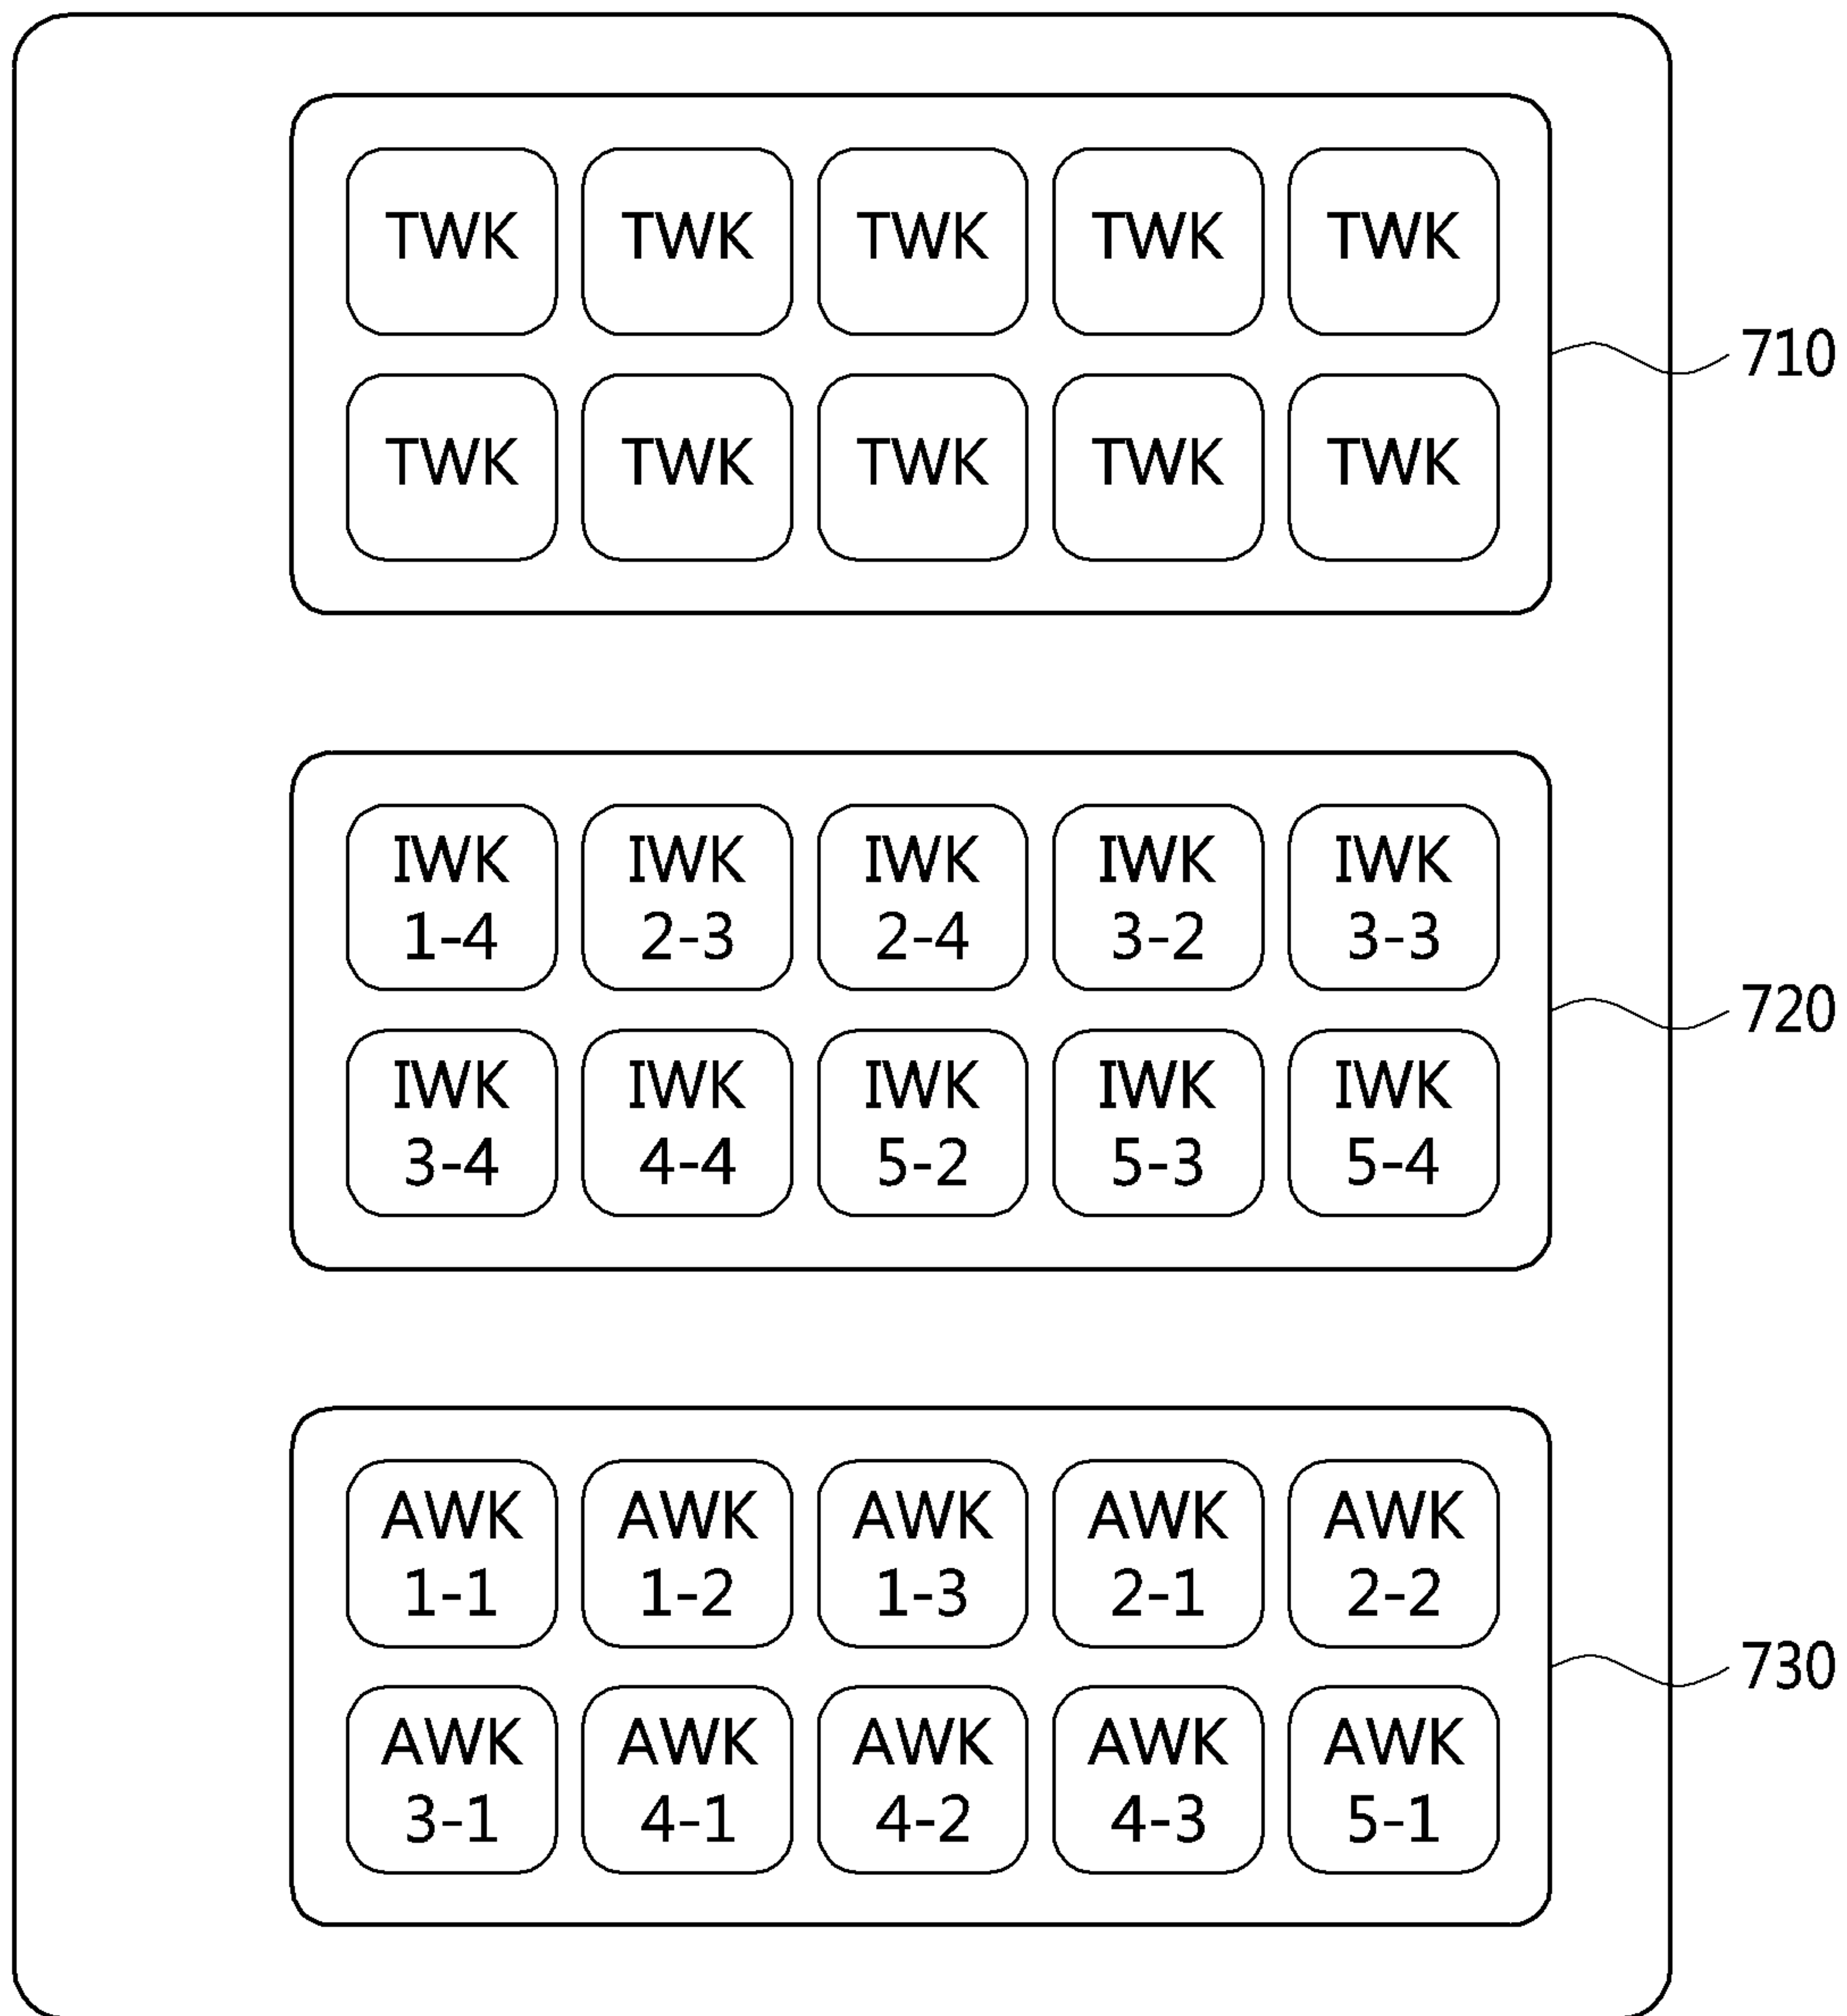 TWK TWK TWK TWK TWK
710
TWK TWK TWK TWK TWK
IWK IWK IWK IWK IWK
1-4 2-3 2-4 3-2 3-3
720
IWK IWK IWK IWK IWK
3-4 4-4 5-2 5-3 5-4
AWK AWK AWK AWK AWK
1-1 1-2 1-3 2-1 2-2
730
AWK AWK AWK AWK AWK
3-1 4-1 4-2 4-3 5-1